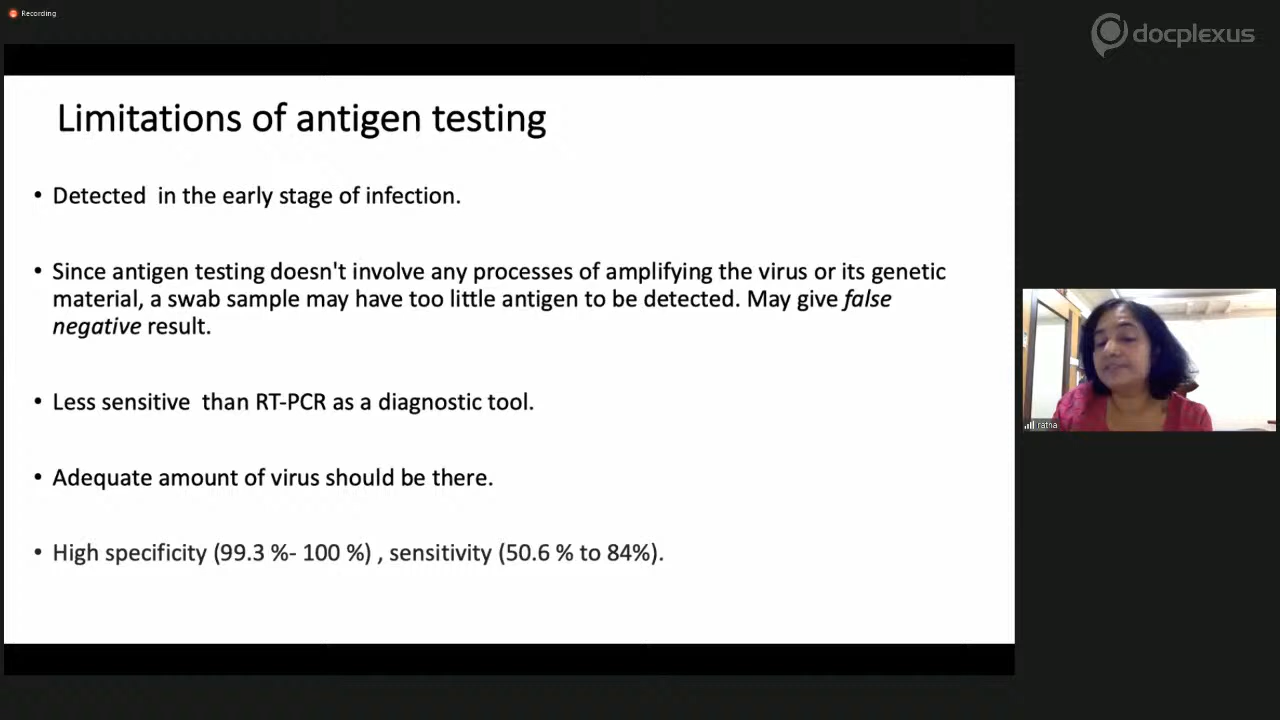 Recording
docplexus
Limitations of antigen testing
• Detected in the early stage of infection.
• Since antigen testing doesn't involve any processes of amplifying the virus or its genetic
material, a swab sample may have too little antigen to be detected. May give false
negative result.
• Less sensitive than RT-PCR as a diagnostic tool.
• Adequate amount of virus should be there.
• High specificity (99.3 %- 100 %) , sensitivity (50.6 % to 84%).
ratna